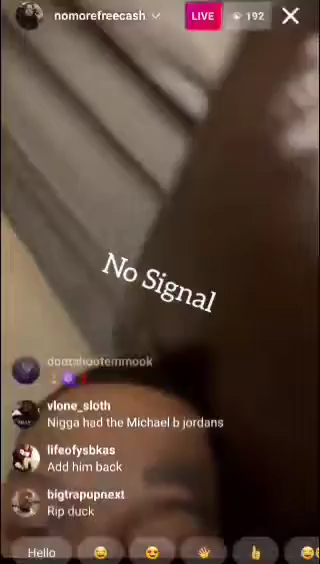 nomorefreecash
LIVE
192
No Signal
dontshootemmook
vlone_sloth
Nigga had the Michael b jordans
lifeofysbkas
Add him back
bigtrapupnext
Rip duck
Hello